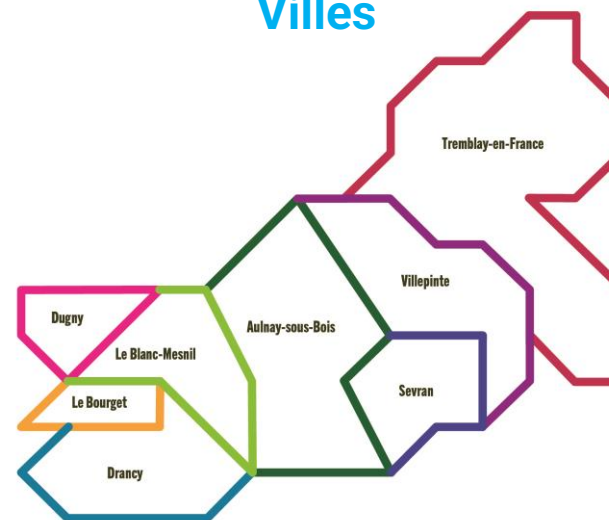 Villes
Tremblay-en-France
Villepinte
Dugny
Aulnay-sous-Bois
Le Blanc-Mesnil
Sevran
Le Bourget
Drancy